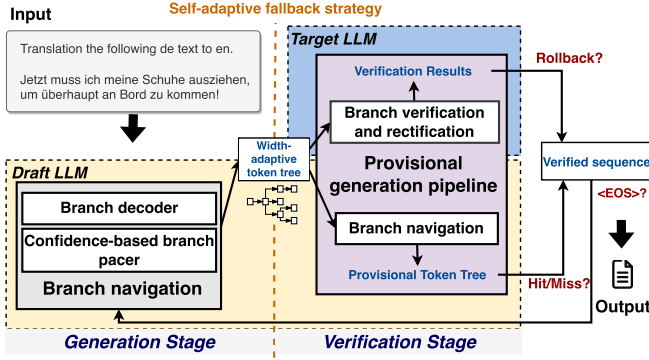 Self-adaptive fallback strategy
Input
Translation the following de text to en.
Jetzt muss ich meine Schuhe ausziehen,
um überhaupt an Bord zu kommen!
Target LLM
Verification Results
Rollback?
Branch verification
and rectification
Width-
adaptive
token tree
Provisional
generation pipeline
Verified sequence
Draft LLM
Branch decoder
Confidence-based branch
pacer
Branch navigation
Branch navigation
Provisional Token Tree
<EOS>?
Hit/Miss?
Output
Generation Stage
Verification Stage